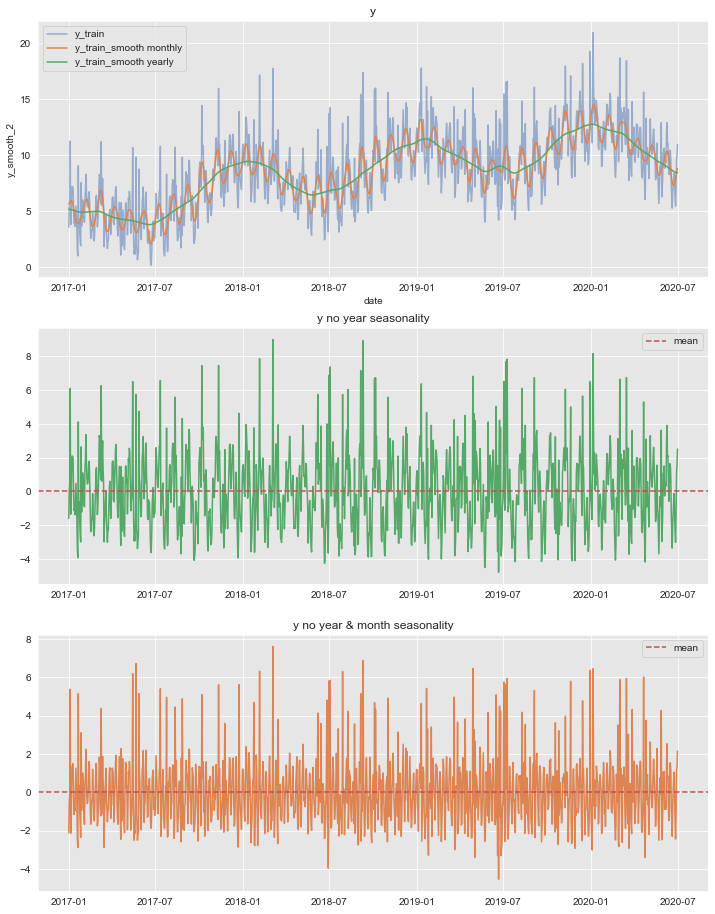 y
y_train
y_train_smooth monthly
y_train_smooth yearly
y_smooth_2
20
15
10
5
0
2017-01 2017-07 2018-01 2018-07 2019-01 2019-07 2020-01 2020-07
date
y no year seasonality
mean
8
6
4
2
0
−2
−4
2017-01 2017-07 2018-01 2018-07 2019-01 2019-07 2020-01 2020-07
y no year & month seasonality
mean
8
6
4
2
0
−2
−4
2017-01 2017-07 2018-01 2018-07 2019-01 2019-07 2020-01 2020-07